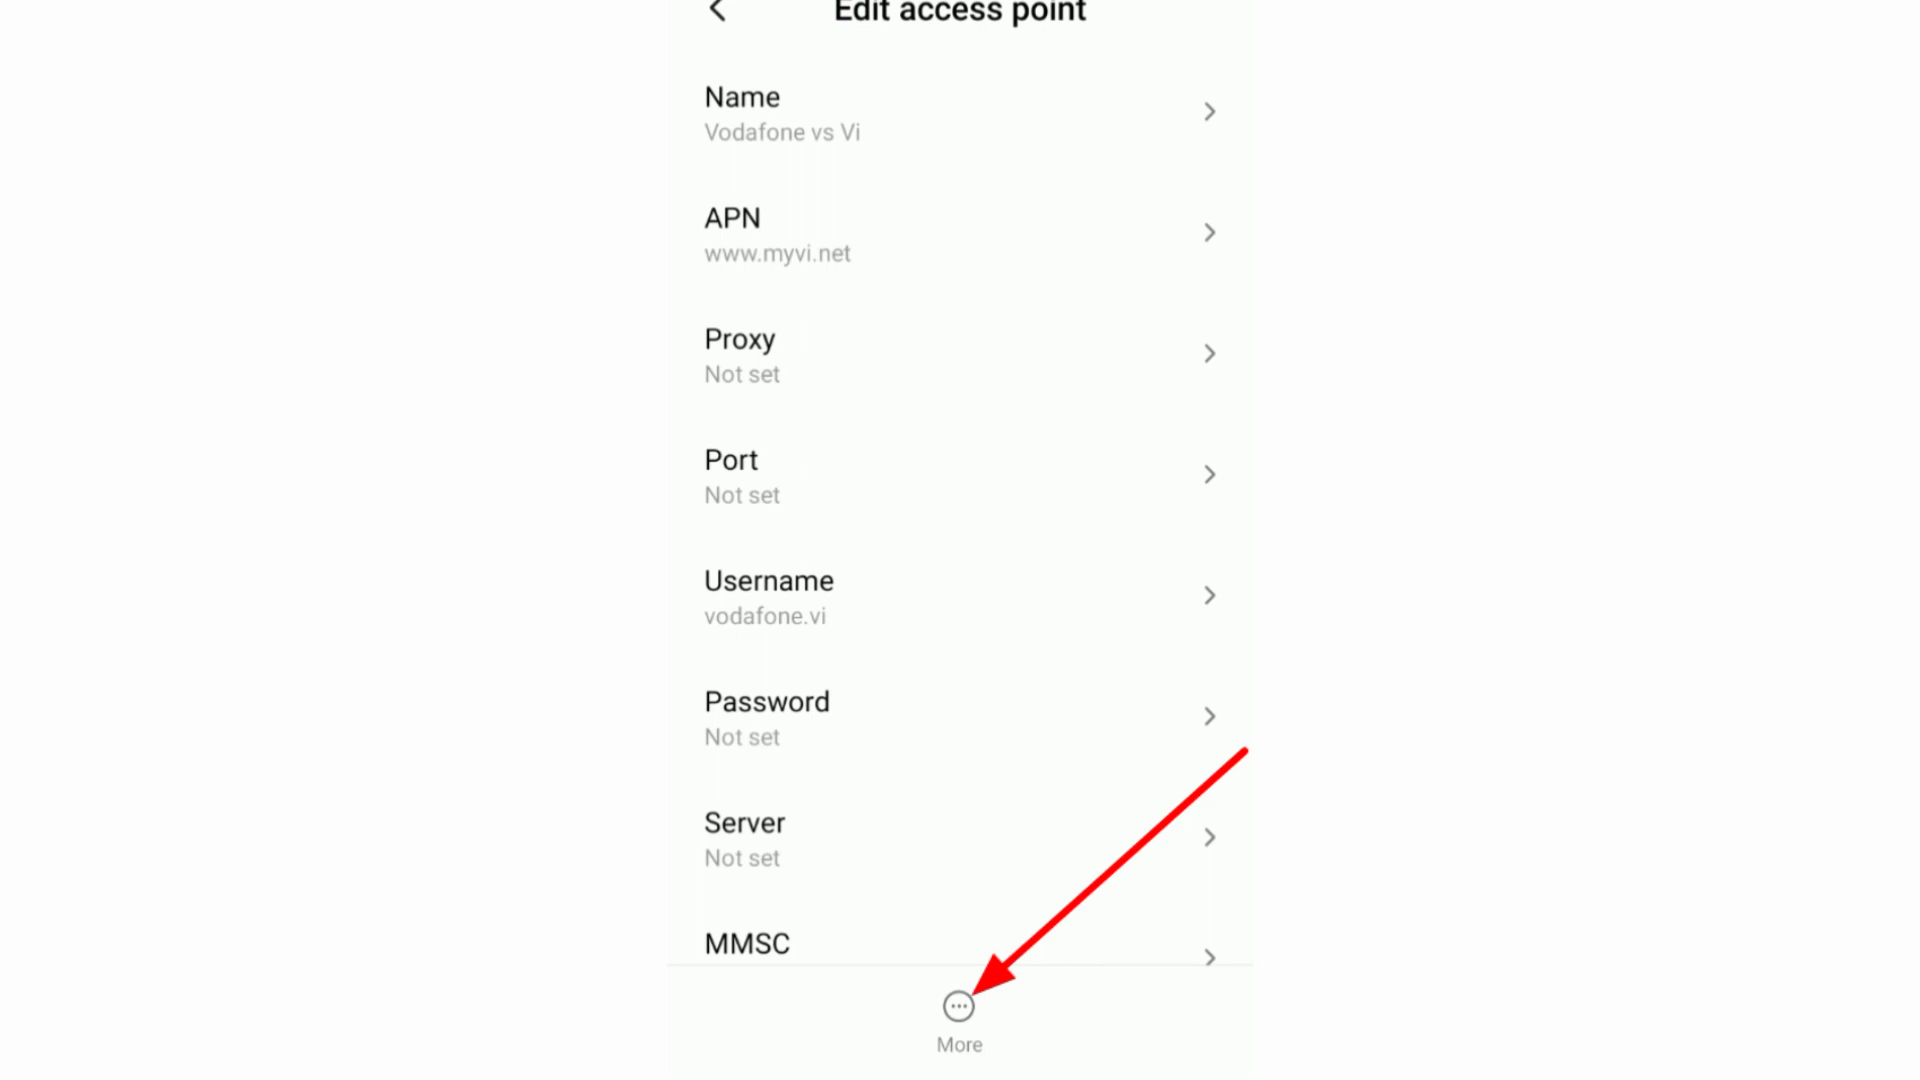 Edit access point
Name
Vodafone vs Vi
APN
www.myvi.net
Proxy
Not set
Port
Not set
Username
vodafone.vi
Password
Not set
Server
Not set
MMSC
More